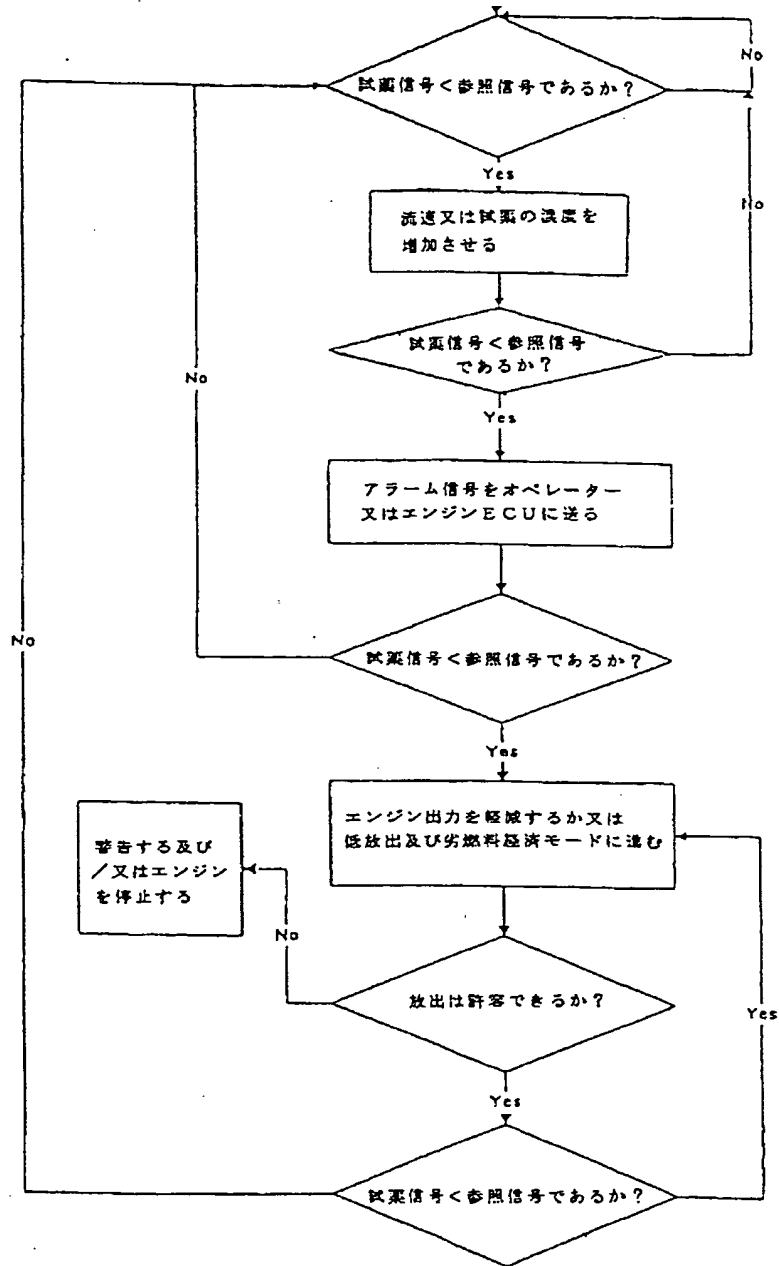 試薬信号<参照信号であるか?
No
Yes
流速又は試薬の濃度を
増加させる
No
試薬信号<参照信号
であるか?
No
Yes
アラーム信号をオペレーター
又はエンジンECUに送る
No
試薬信号<参照信号であるか?
Yes
エンジン出力を軽減するか又は
低放出及び劣燃料経済モードに進む
警告する及び
/又はエンジン
を停止する
No
放出は許容できるか?
Yes
Yes
試薬信号<参照信号であるか?